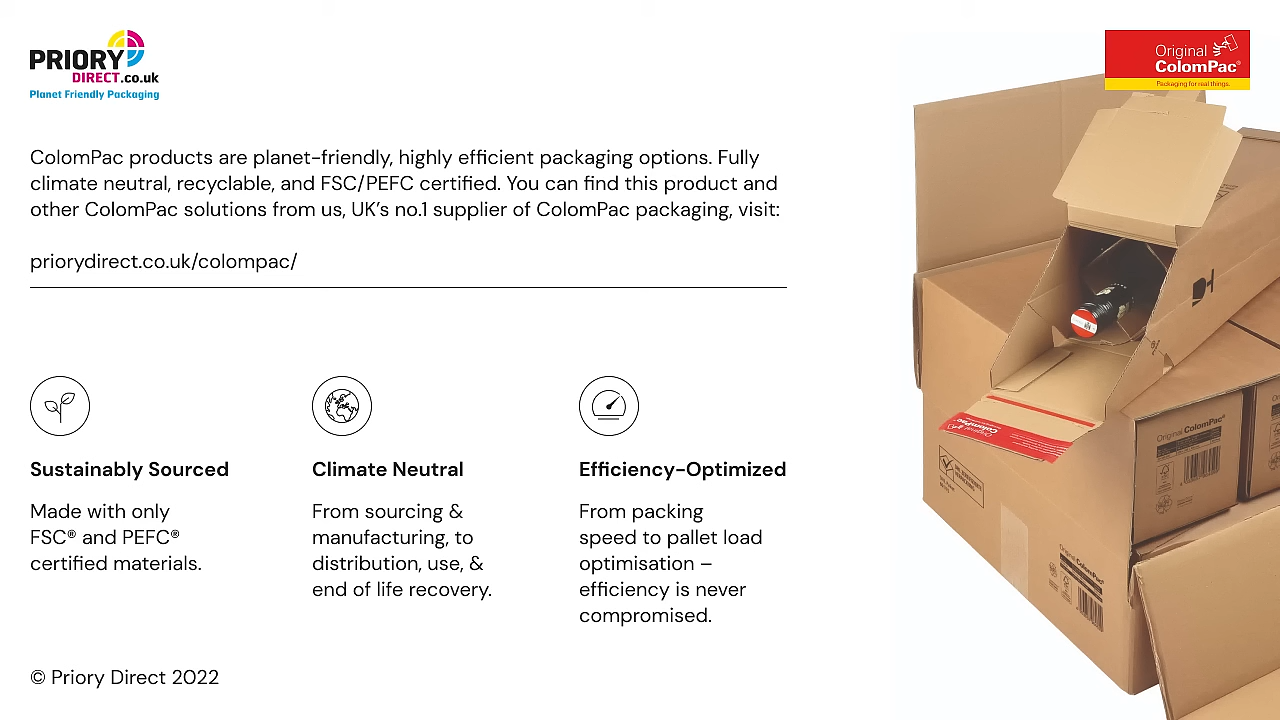 PRIORY
DIRECT.co.uk
Planet Friendly Packaging
Original
ColomPac®
Packaging for real things.
ColomPac products are planet-friendly, highly efficient packaging options. Fully
climate neutral, recyclable, and FSC/PEFC certified. You can find this product and
other ColomPac solutions from us, UK's no.1 supplier of ColomPac packaging, visit:
priorydirect.co.uk/colompac/
Sustainably Sourced
Made with only
FSC® and PEFC®
certified materials.
Climate Neutral
From sourcing &
manufacturing, to
distribution, use, &
end of life recovery.
Efficiency-Optimized
From packing
speed to pallet load
optimisation –
efficiency is never
compromised.
Original ColomPac®
Original ColomPac®
Original
ColomPac®
© Priory Direct 2022